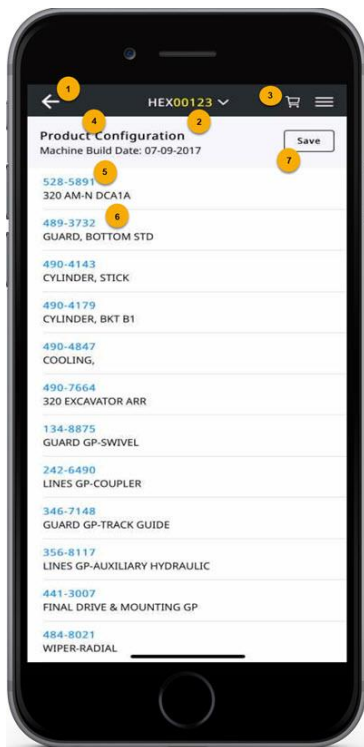 1
HEX00123
2
3
4
Product Configuration
Machine Build Date: 07-09-2017
Save
7
528-5891
5
320 AM-N DCA1A
489-3732
6
GUARD, BOTTOM STD
490-4143
CYLINDER, STICK
490-4179
CYLINDER, BKT B1
490-4847
COOLING,
490-7664
320 EXCAVATOR ARR
134-8875
GUARD GP-SWIVEL
242-6490
LINES GP-COUPLER
346-7148
GUARD GP-TRACK GUIDE
356-8117
LINES GP-AUXILIARY HYDRAULIC
441-3007
FINAL DRIVE & MOUNTING GP
484-8021
WIPER-RADIAL